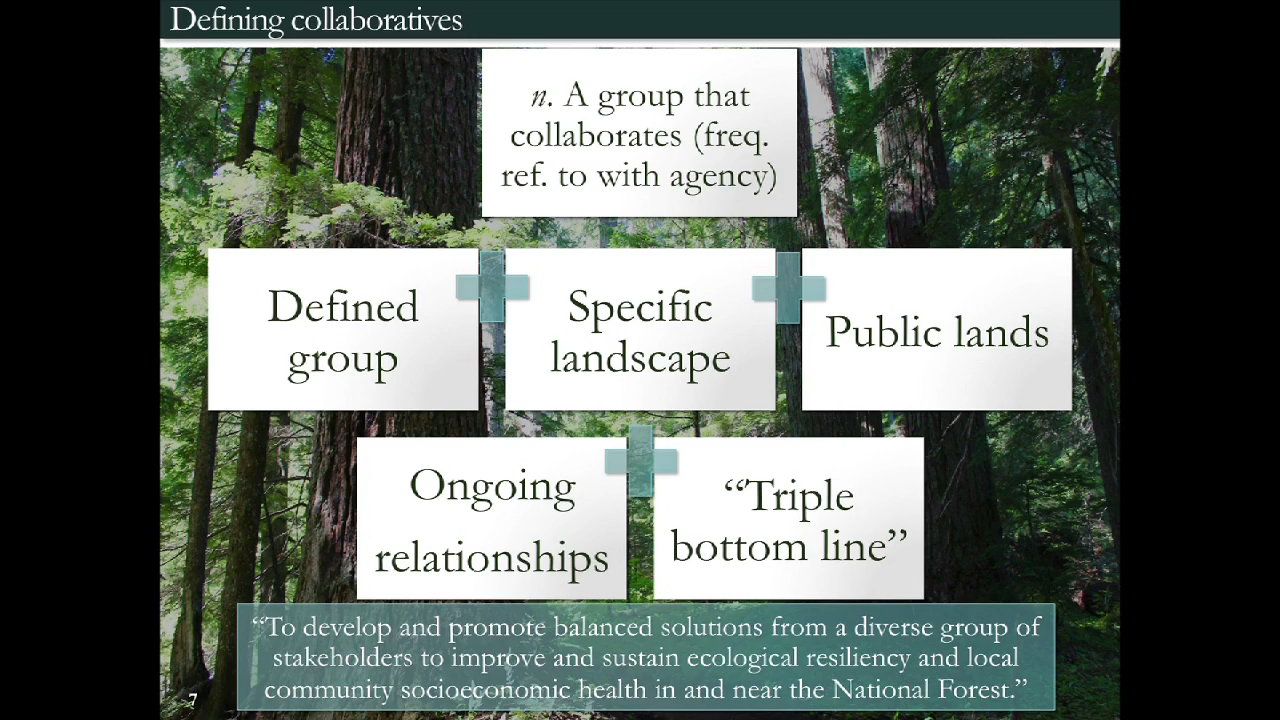 Defining collaboratives
n. A group that
collaborates (freq.
ref. to with agency)
Defined
group
Specific
landscape
Public lands
Ongoing
relationships
“Triple
bottom line”
“To develop and promote balanced solutions from a diverse group of
stakeholders to improve and sustain ecological resiliency and local
community socioeconomic health in and near the National Forest.”
7